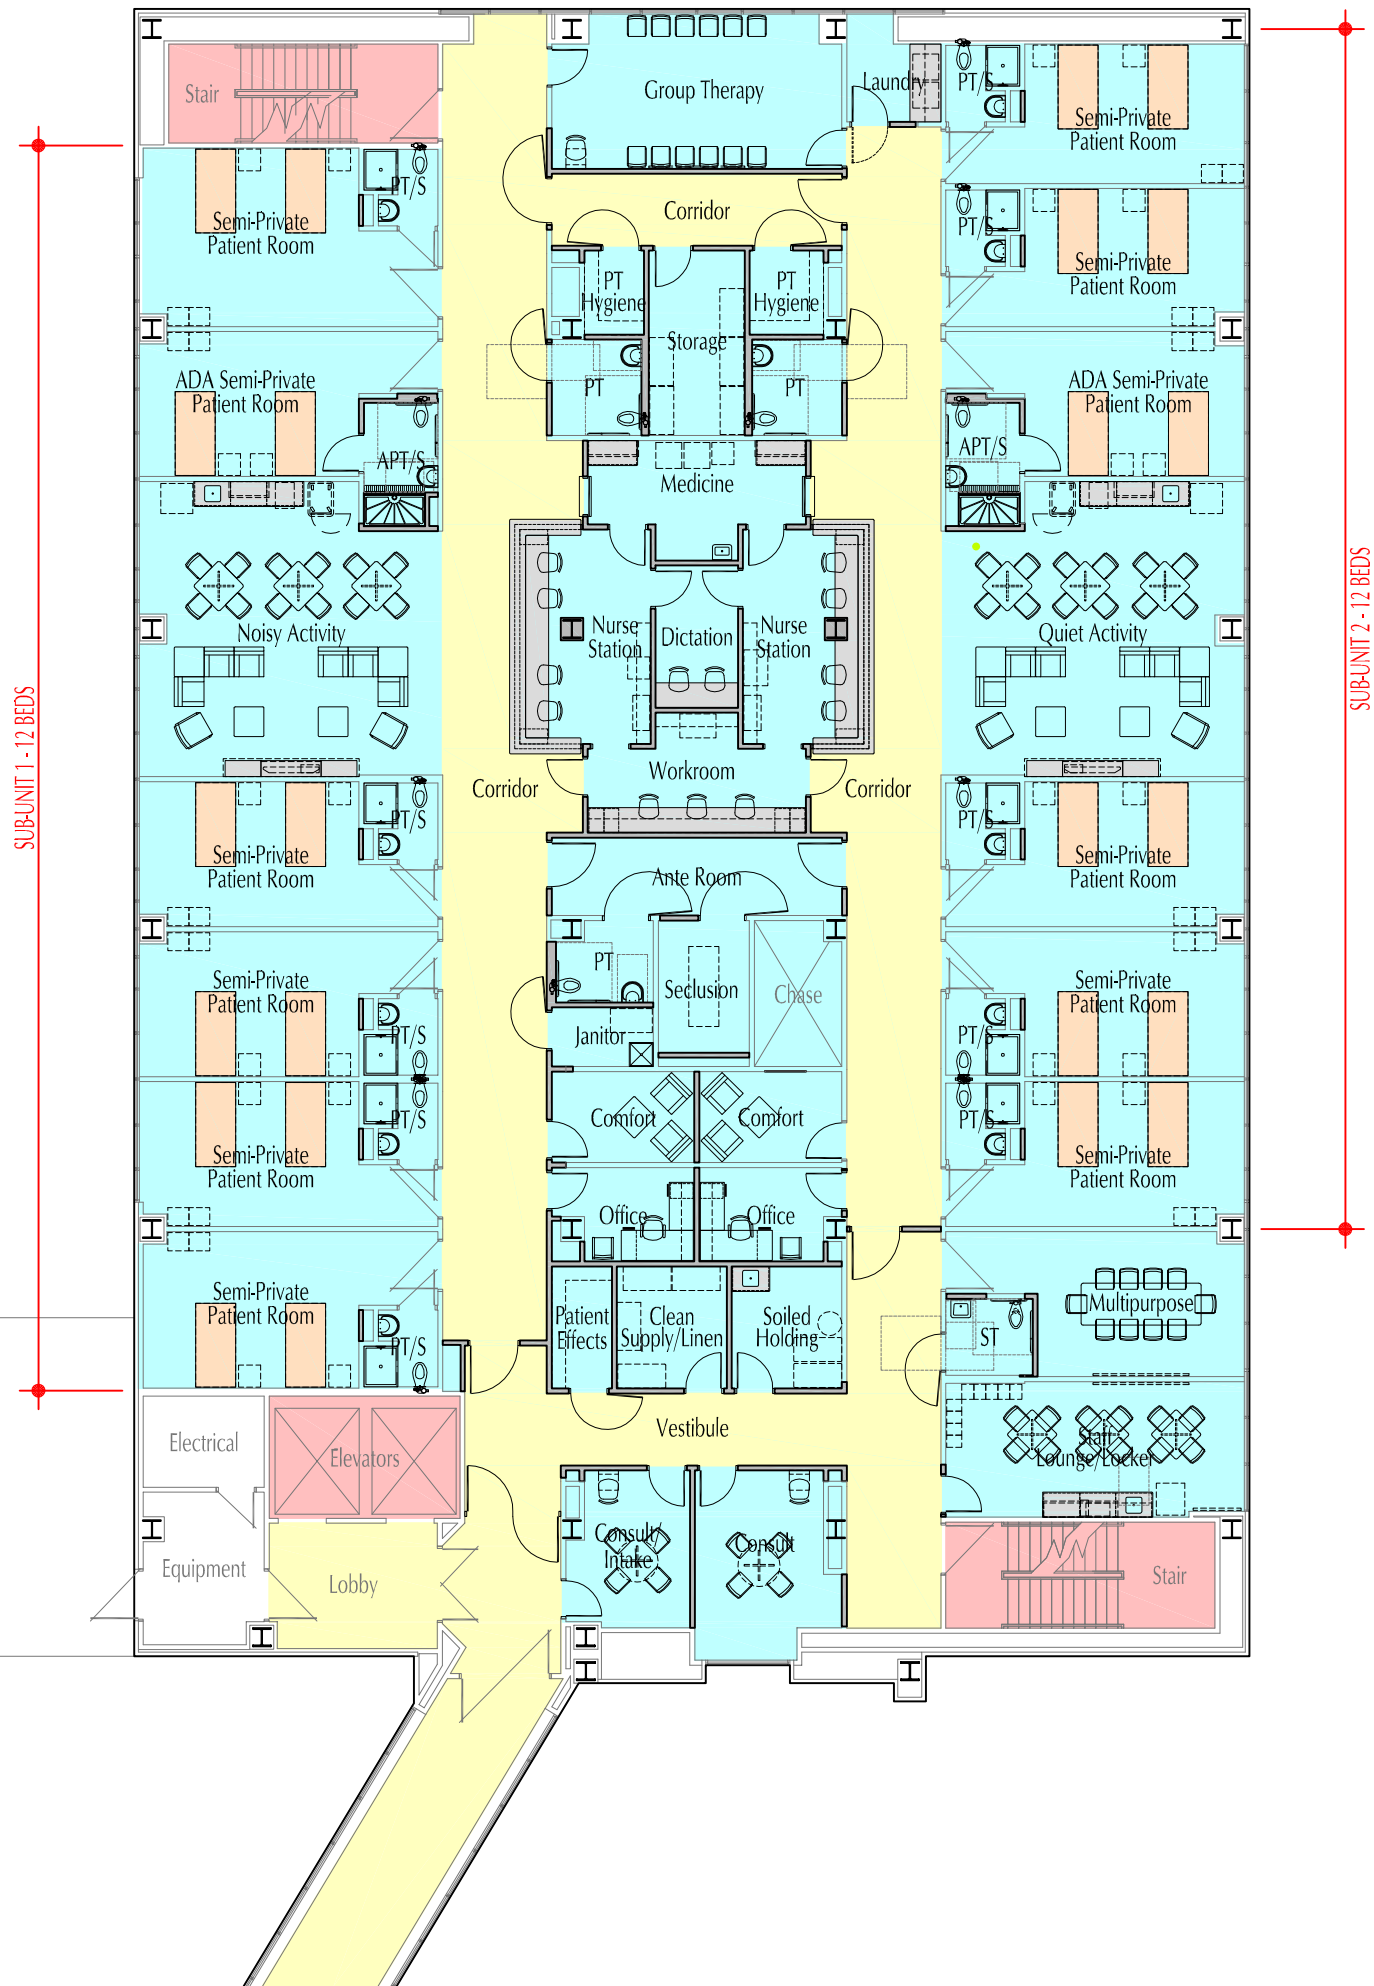 Stair
Group Therapy
Laundry
PT/S
Semi-Private
Patient Room
PT/S
Semi-Private
Patient Room
Corridor
PT/S
Semi-Private
Patient Room
PT
Hygiene
PT
Hygiene
Storage
ADA Semi-Private
Patient Room
PT
PT
ADA Semi-Private
Patient Room
APT/S
Medicine
APT/S
Noisy Activity
Nurse
Station
Dictation
Nurse
Station
Quiet Activity
SUB-UNIT 1 - 12 BEDS
SUB-UNIT 2 - 12 BEDS
Corridor
Workroom
Corridor
PT/S
Semi-Private
Patient Room
PT/S
Semi-Private
Patient Room
Ante Room
Semi-Private
Patient Room
PT/S
PT
Seclusion
Chase
Semi-Private
Patient Room
PT/S
Janitor
PT/S
Semi-Private
Patient Room
Comfort
Comfort
PT/S
Semi-Private
Patient Room
Office
Office
Semi-Private
Patient Room
PT/S
Patient
Effects
Clean
Supply/Linen
Soiled
Holding
Multipurpose
ST
Electrical
Elevators
Vestibule
Staff
Lounge/Locker
Equipment
Lobby
Consult/
Intake
Consult
Stair